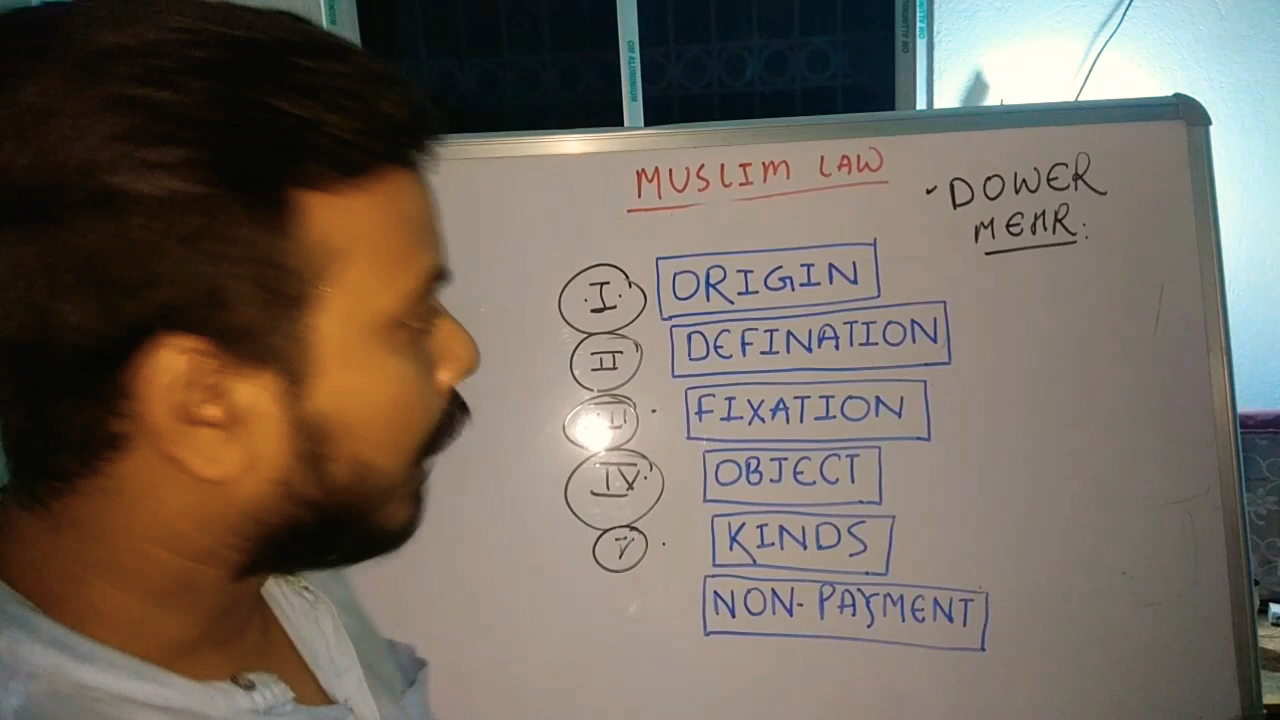 MUSLIM LAW
• DOWER
MEHR:
I ORIGIN
II DEFINATION
FIXATION
IV OBJECT
V KINDS
NON-PAYMENT